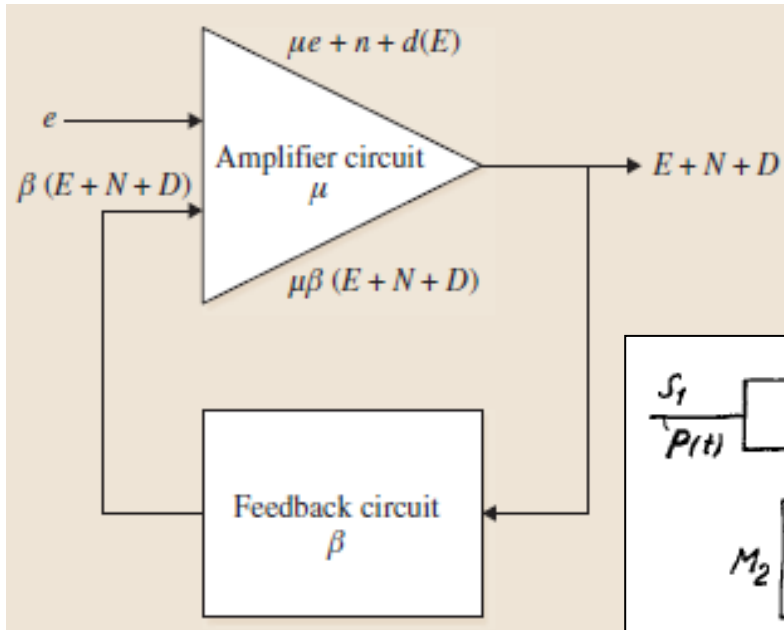 μe + n + d(E)
e
Amplifier circuit
μ
E + N + D
β (E + N + D)
μβ (E + N + D)
Feedback circuit
β
S1
P(t)
M2